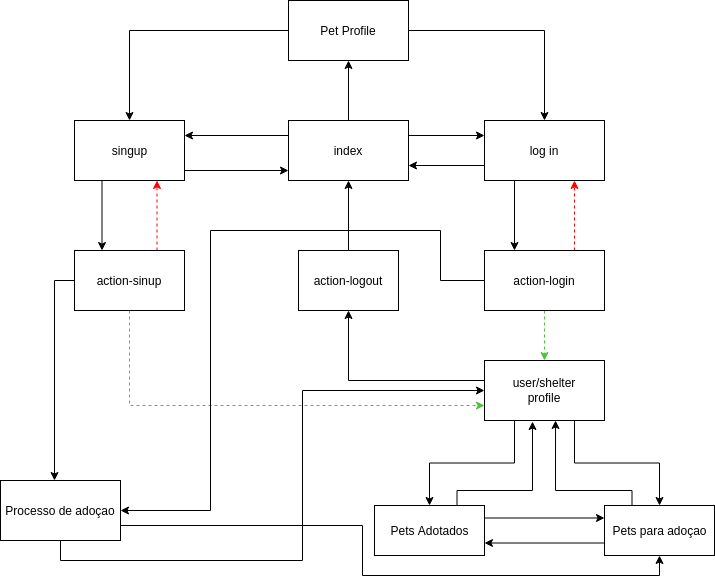 Pet Profile
singup
index
log in
action-sinup
action-logout
action-login
user/shelter
profile
Processo de adoçao
Pets Adotados
Pets para adoçao